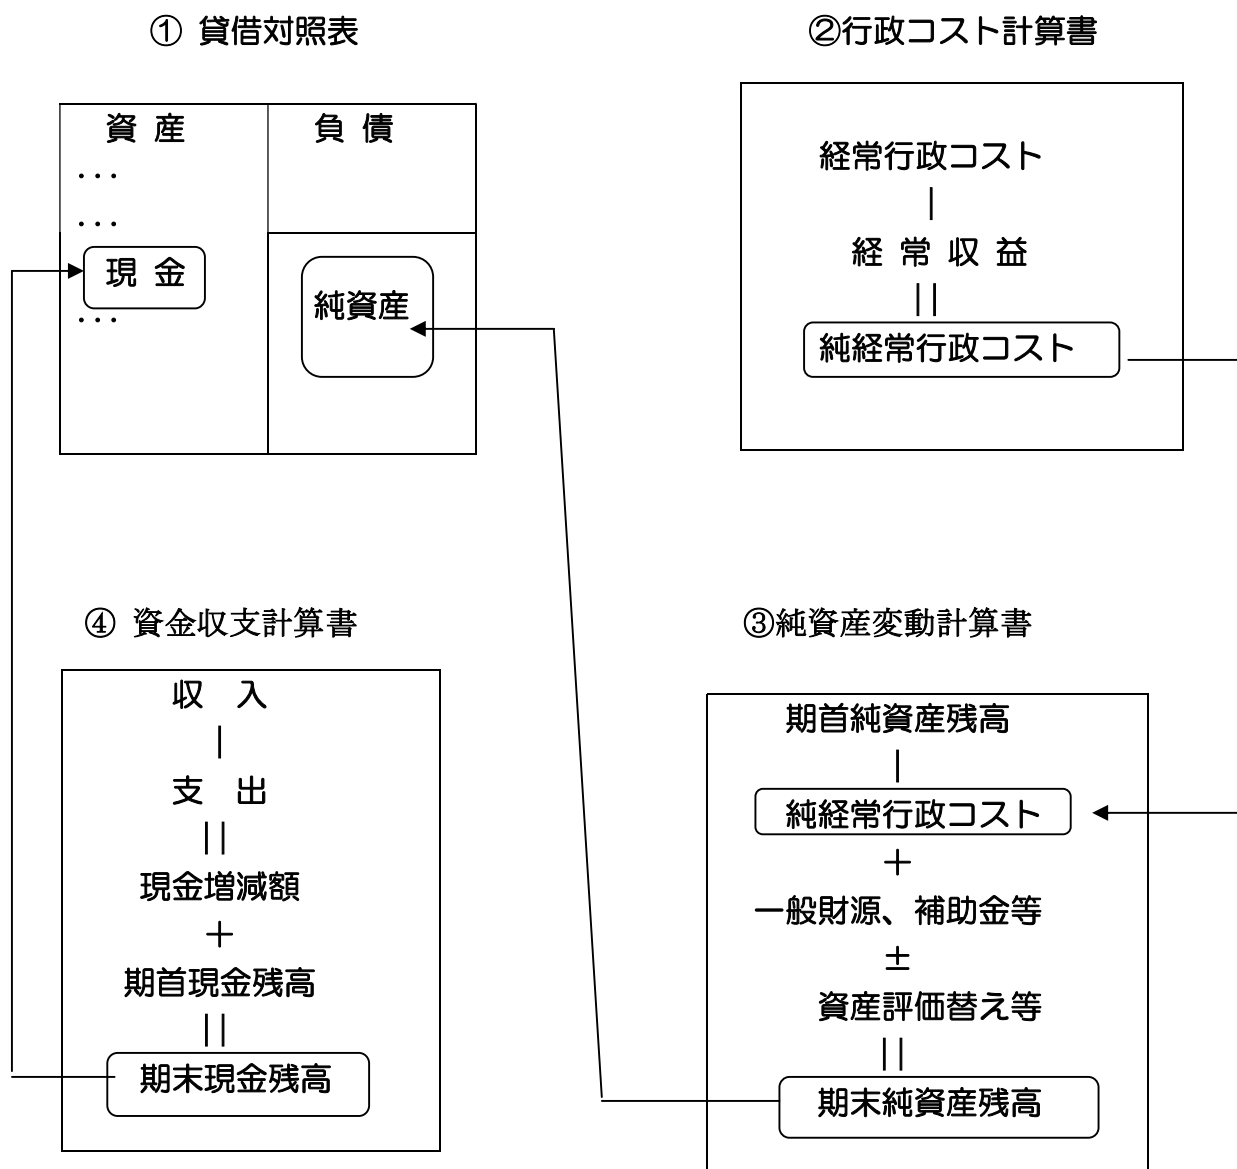 ① 貸借対照表
資 産
負 債
...
...
現 金
...
純資産
②行政コスト計算書
経常行政コスト
|
経 常 収 益
||
純経常行政コスト
④ 資金収支計算書
収 入
|
支 出
||
現金増減額
＋
期首現金残高
||
期末現金残高
③純資産変動計算書
期首純資産残高
|
純経常行政コスト
＋
一般財源、補助金等
±
資産評価替え等
||
期末純資産残高